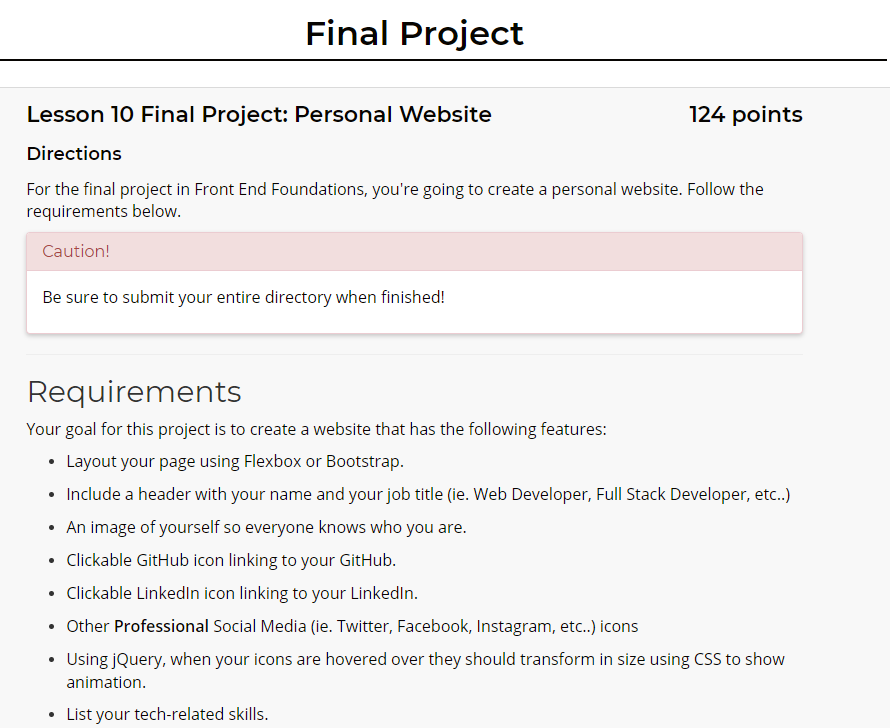 Final Project
Lesson 10 Final Project: Personal Website 124 points
Directions
For the final project in Front End Foundations, you're going to create a personal website. Follow the
requirements below.
Caution!
Be sure to submit your entire directory when finished!
Requirements
Your goal for this project is to create a website that has the following features:
• Layout your page using Flexbox or Bootstrap.
• Include a header with your name and your job title (ie. Web Developer, Full Stack Developer, etc..)
• An image of yourself so everyone knows who you are.
• Clickable GitHub icon linking to your GitHub.
• Clickable LinkedIn icon linking to your LinkedIn.
• Other Professional Social Media (ie. Twitter, Facebook, Instagram, etc..) icons
• Using jQuery, when your icons are hovered over they should transform in size using CSS to show
animation.
• List your tech-related skills.